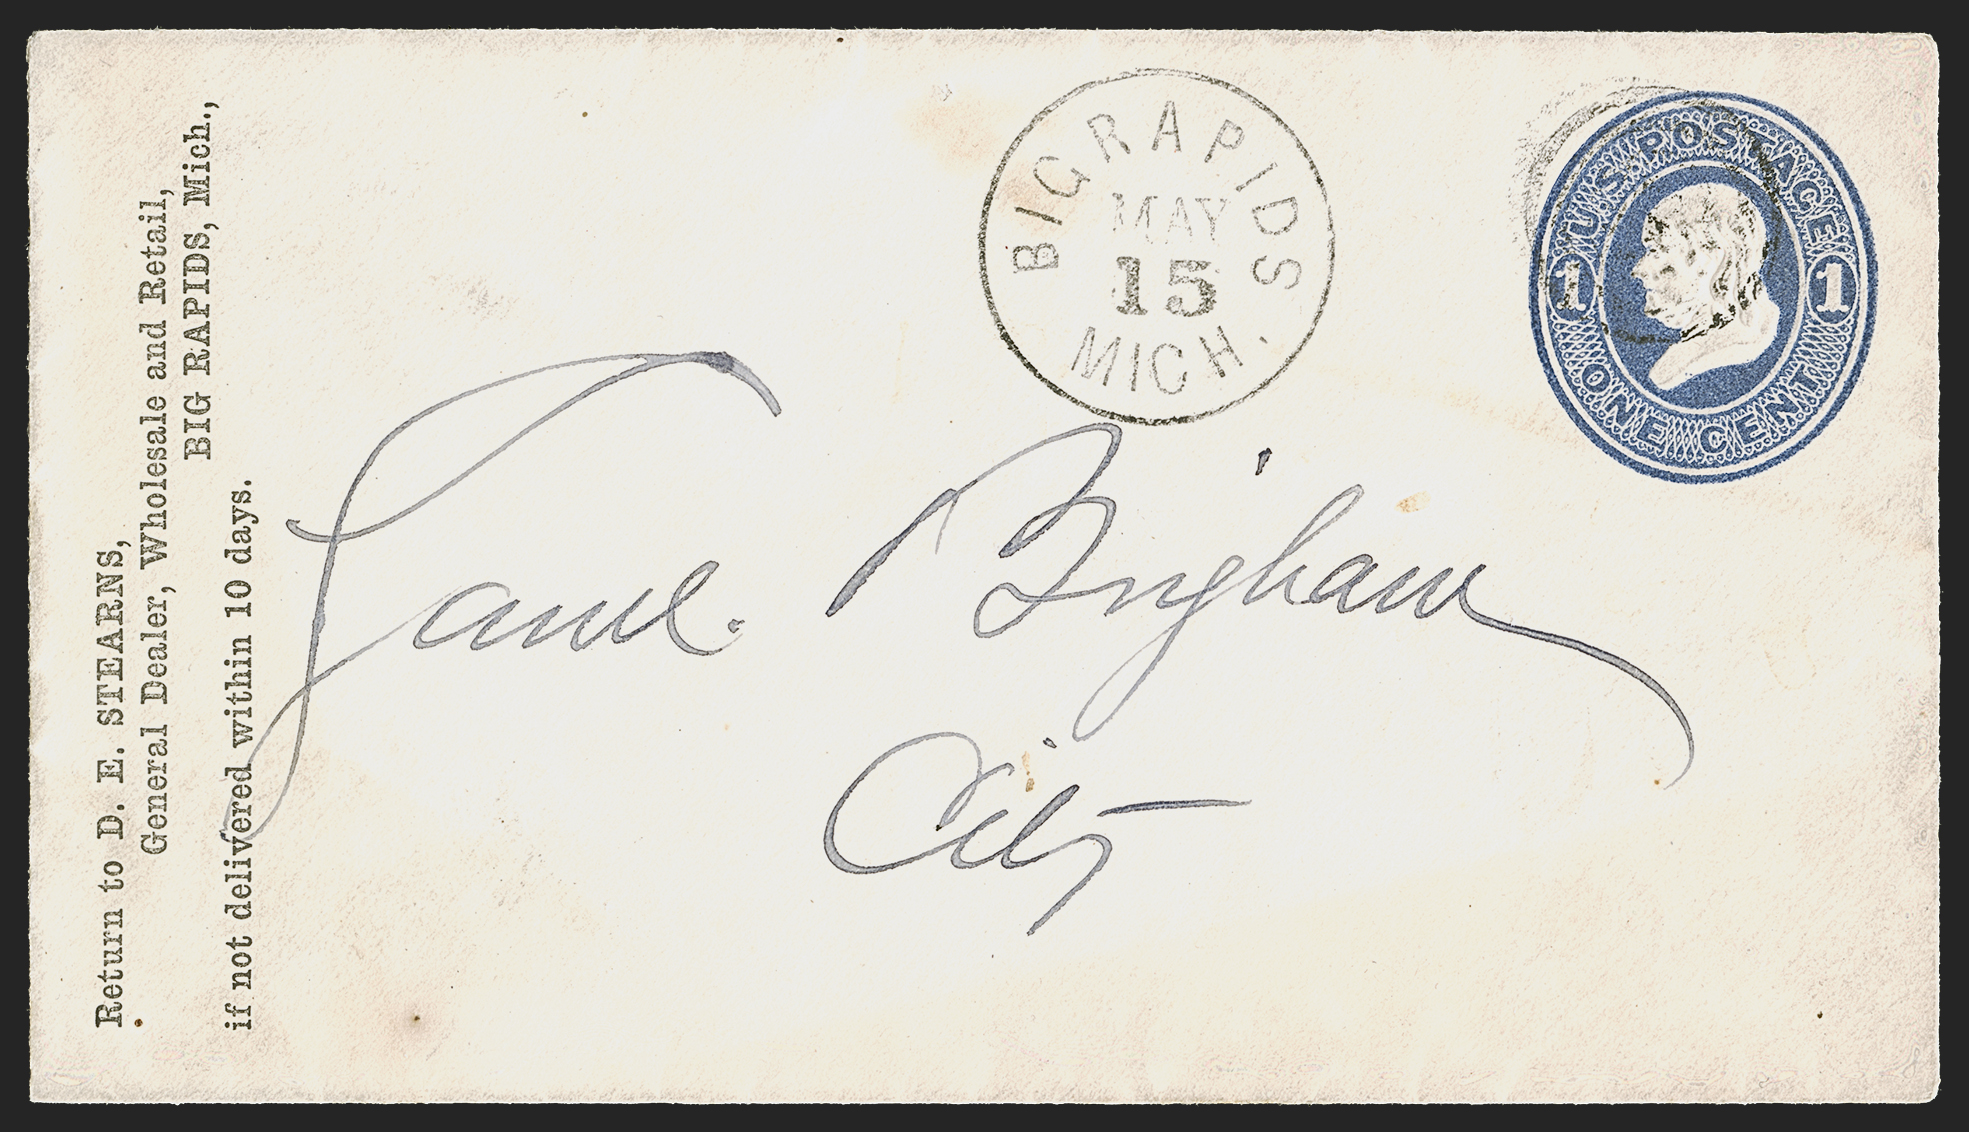 Return to D. E. STEARNS,
General Dealer, Wholesale and Retail,
BIG RAPIDS, Mich.,
if not delivered within 10 days.
BIG RAPIDS
MAY
15
MICH.
U.S. POSTAGE
1 1
ONE CENT
Bingham
City